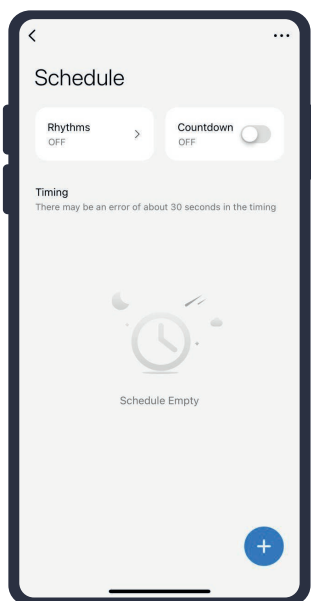 Schedule
Rhythms
OFF
Countdown
OFF
Timing
There may be an error of about 30 seconds in the timing
Schedule Empty